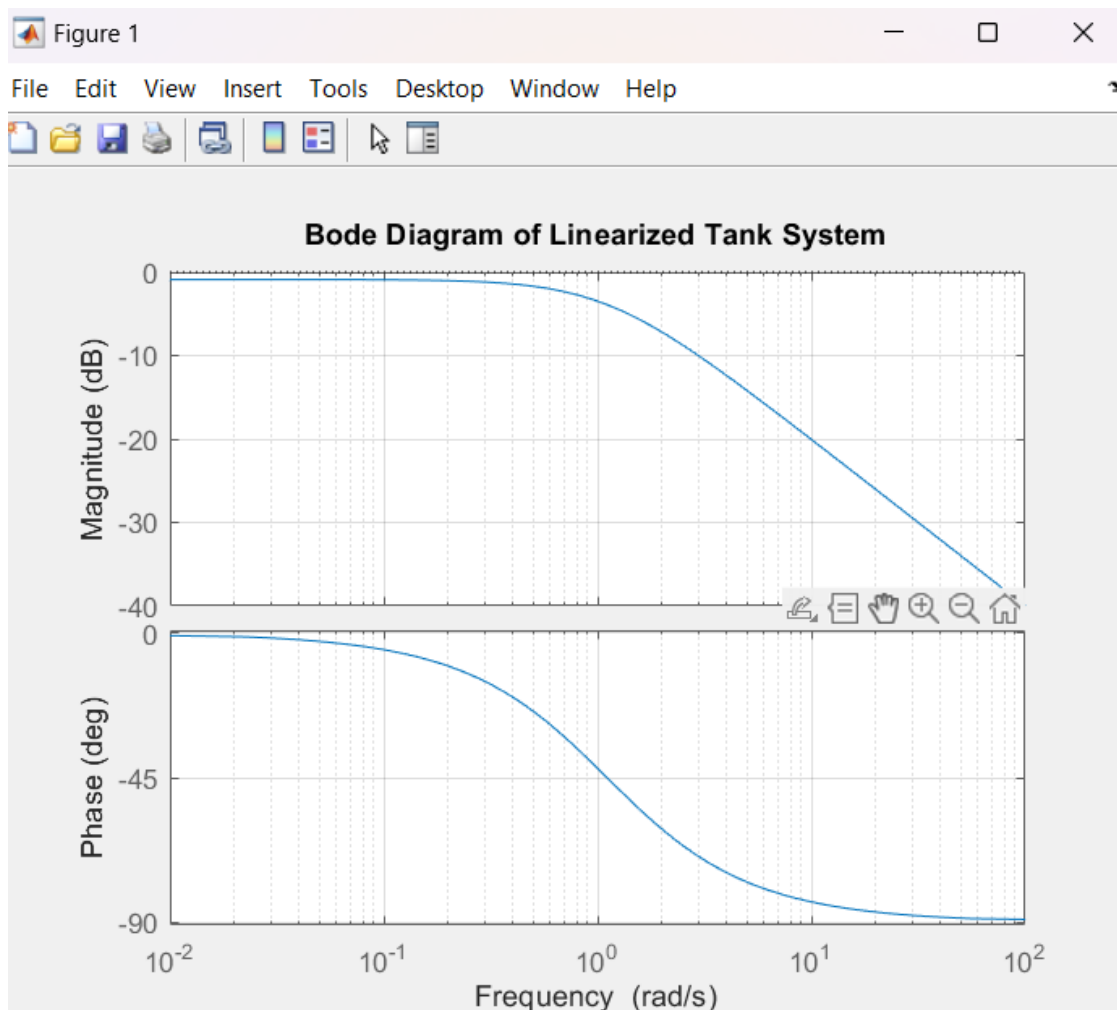 Figure 1
File Edit View Insert Tools Desktop Window Help
Bode Diagram of Linearized Tank System
Magnitude (dB)
0
-10
-20
-30
-40
Phase (deg)
0
-45
-90
10^-2 10^-1 10^0 10^1 10^2
Frequency (rad/s)